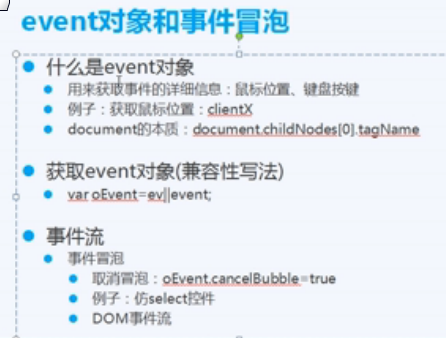 event对象和事件冒泡
什么是event对象
用来获取事件的详细信息：鼠标位置、键盘按键
例子：获取鼠标位置：clientX
document的本质：document.childNodes[0].tagName
获取event对象(兼容性写法)
var oEvent=ev||event;
事件流
事件冒泡
取消冒泡：oEvent.cancelBubble=true
例子：仿select控件
DOM事件流